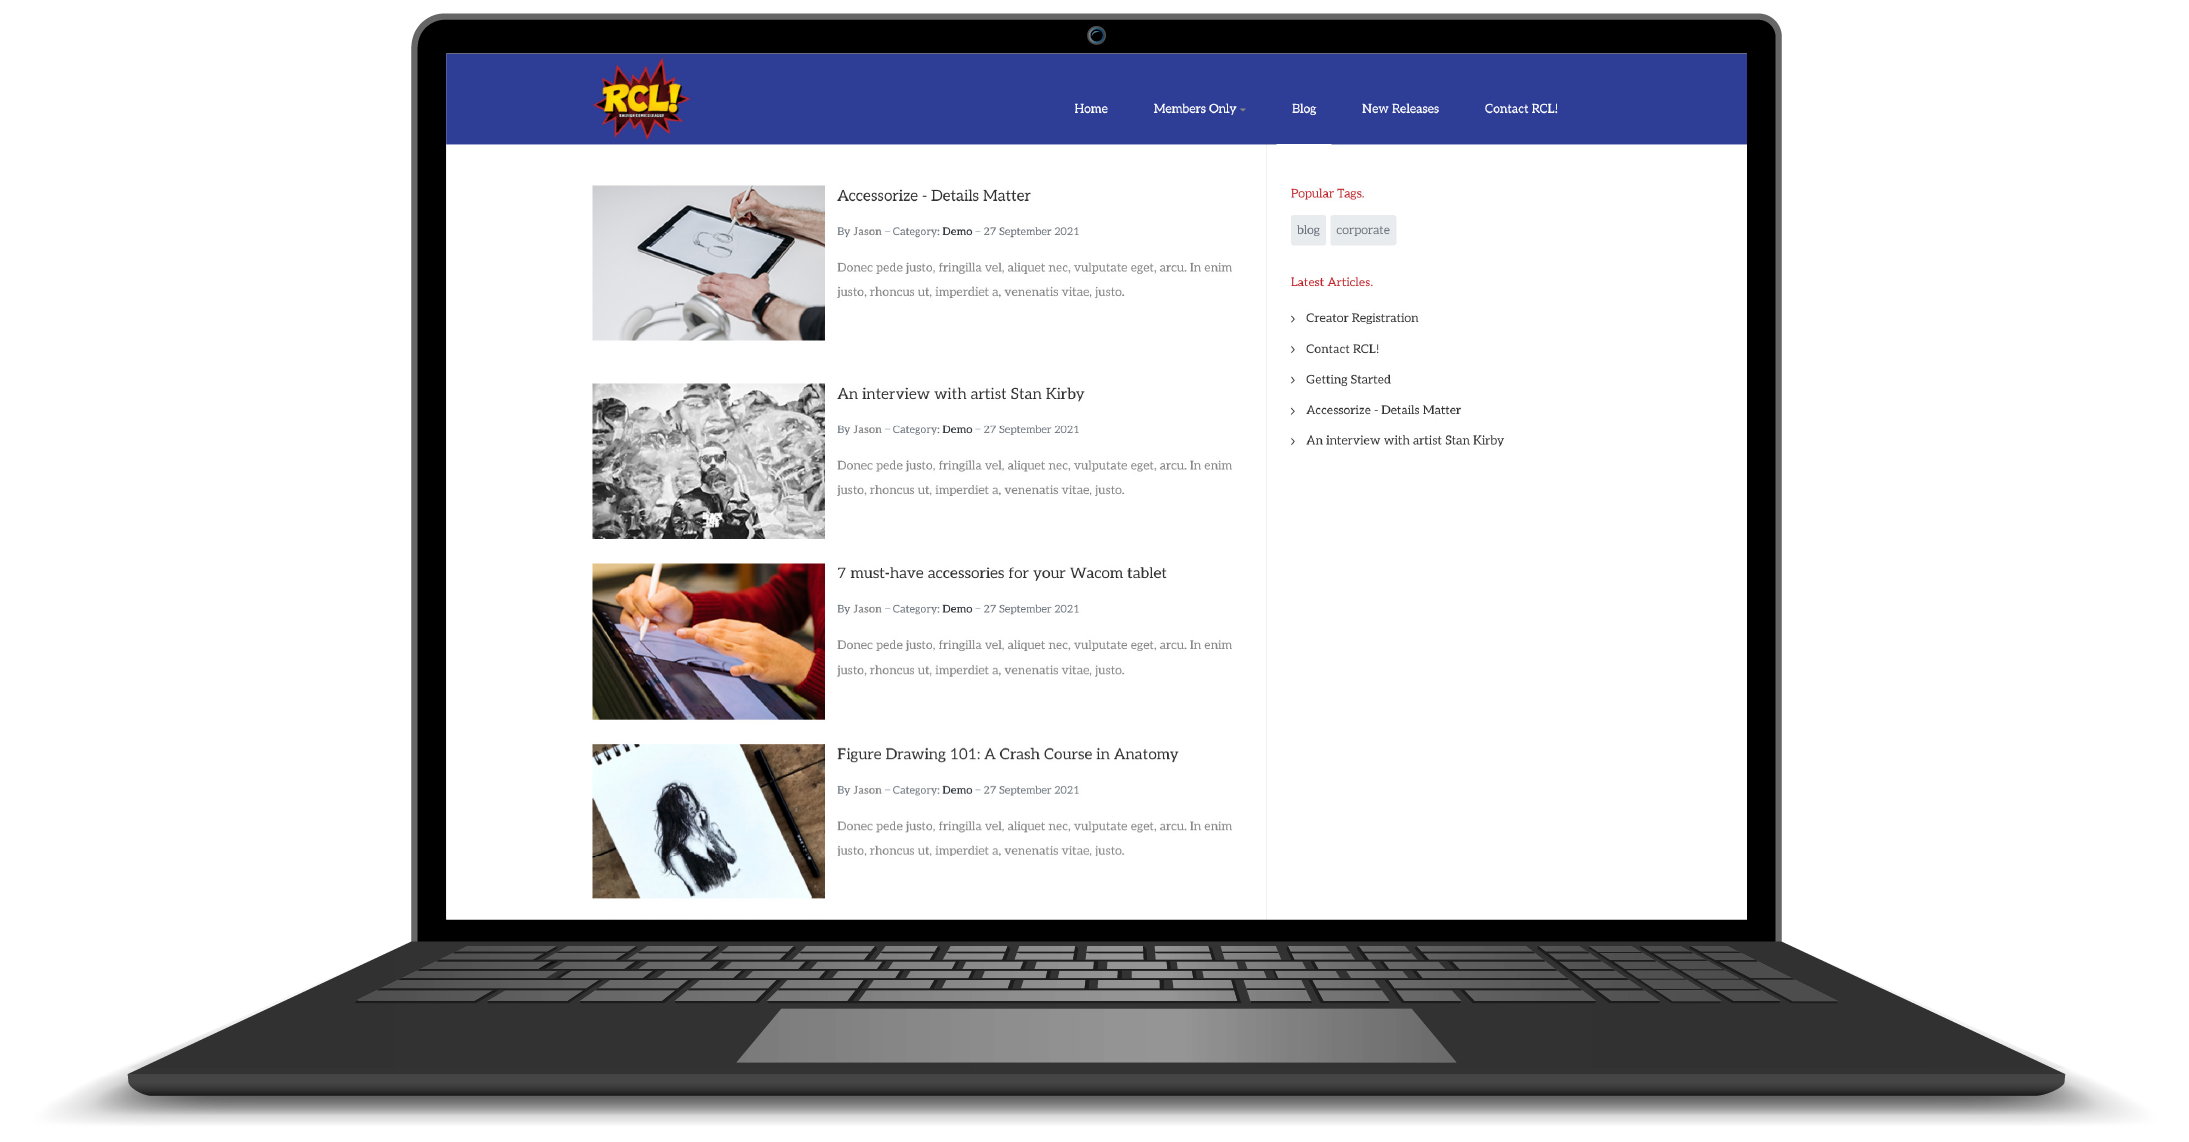 RCL!
Home
Members Only
Blog
New Releases
Contact RCL!
Accessorize - Details Matter
By Jason – Category: Demo – 27 September 2021
Donec pede justo, fringilla vel, aliquet nec, vulputate eget, arcu. In enim
justo, rhoncus ut, imperdiet a, venenatis vitae, justo.
An interview with artist Stan Kirby
By Jason – Category: Demo – 27 September 2021
Donec pede justo, fringilla vel, aliquet nec, vulputate eget, arcu. In enim
justo, rhoncus ut, imperdiet a, venenatis vitae, justo.
7 must-have accessories for your Wacom tablet
By Jason – Category: Demo – 27 September 2021
Donec pede justo, fringilla vel, aliquet nec, vulputate eget, arcu. In enim
justo, rhoncus ut, imperdiet a, venenatis vitae, justo.
Figure Drawing 101: A Crash Course in Anatomy
By Jason – Category: Demo – 27 September 2021
Donec pede justo, fringilla vel, aliquet nec, vulputate eget, arcu. In enim
justo, rhoncus ut, imperdiet a, venenatis vitae, justo.
Popular Tags.
blog
corporate
Latest Articles.
Creator Registration
Contact RCL!
Getting Started
Accessorize - Details Matter
An interview with artist Stan Kirby